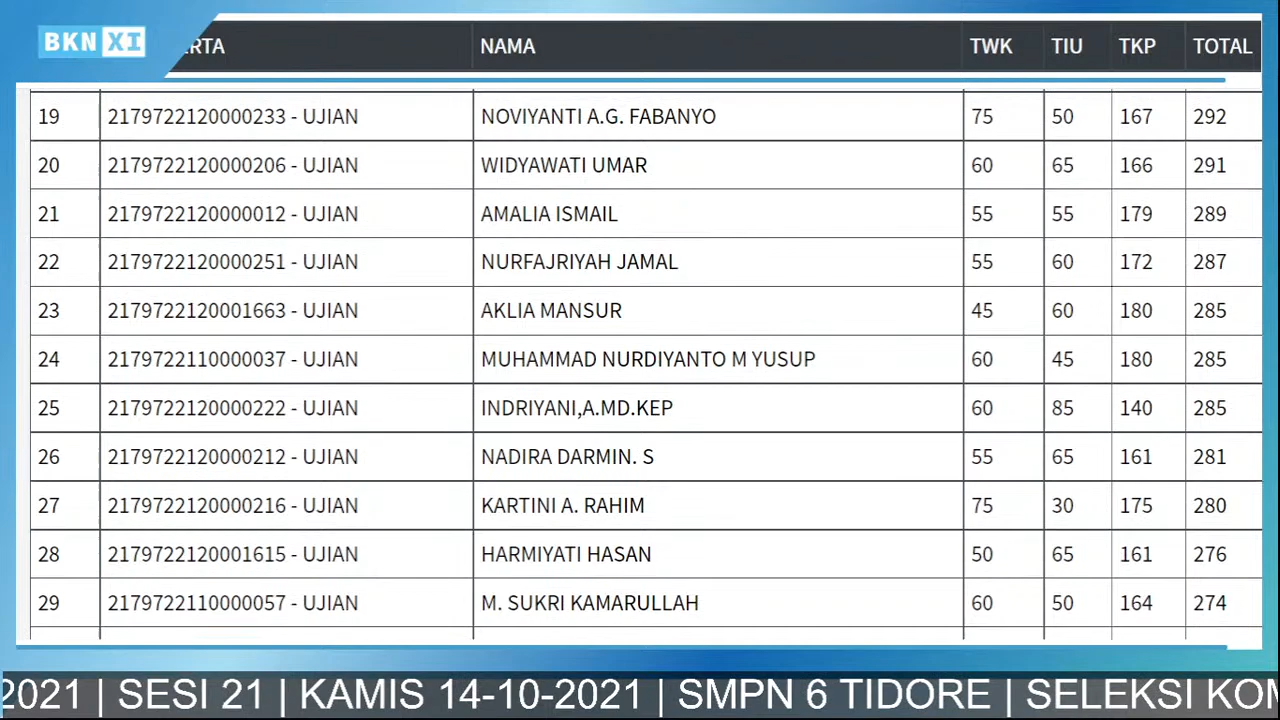 BKN XI
ERTA NAMA TWK TIU TKP TOTAL
19 2179722120000233 - UJIAN NOVIYANTI A.G. FABANYO 75 50 167 292
20 2179722120000206 - UJIAN WIDYAWATI UMAR 60 65 166 291
21 2179722120000012 - UJIAN AMALIA ISMAIL 55 55 179 289
22 2179722120000251 - UJIAN NURFAJRIYAH JAMAL 55 60 172 287
23 2179722120001663 - UJIAN AKLIA MANSUR 45 60 180 285
24 2179722110000037 - UJIAN MUHAMMAD NURDIYANTO M YUSUP 60 45 180 285
25 2179722120000222 - UJIAN INDRIYANI,A.MD.KEP 60 85 140 285
26 2179722120000212 - UJIAN NADIRA DARMIN. S 55 65 161 281
27 2179722120000216 - UJIAN KARTINI A. RAHIM 75 30 175 280
28 2179722120001615 - UJIAN HARMIYATI HASAN 50 65 161 276
29 2179722110000057 - UJIAN M. SUKRI KAMARULLAH 60 50 164 274
2021 | SESI 21 | KAMIS 14-10-2021 | SMPN 6 TIDORE | SELEKSI KOM